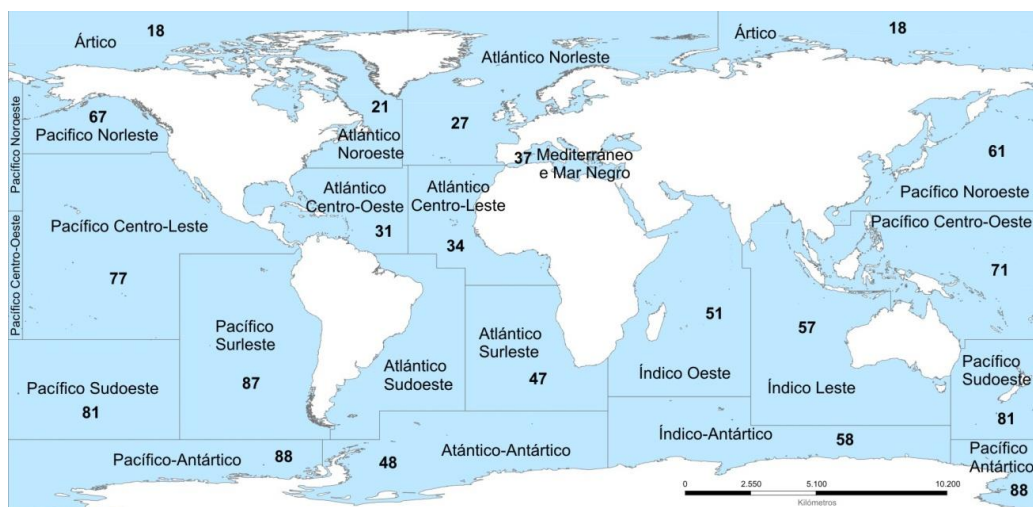 18
Ártico
Atlántico Norleste
Ártico
18
67
Pacifico Norleste
Pacífico Noroeste
21
Atlántico
Noroeste
27
37
Mediterráneo
e Mar Negro
61
Pacífico Noroeste
Atlántico
Centro-Oeste
31
Atlántico
Centro-Leste
34
Pacífico Centro-Oeste
71
Pacífico Centro-Leste
77
Pacífico Centro-Oeste
Pacífico
Surleste
87
Atlántico
Sudoeste
Atlántico
Surleste
47
51
Índico Oeste
57
Índico Leste
Pacífico Sudoeste
81
Pacífico
Sudoeste
81
Pacífico-Antártico
88
48
Atántico-Antártico
Índico-Antártico
58
Pacífico
Antártico
88
0
2.550
5.100
10.200
Kilómetros